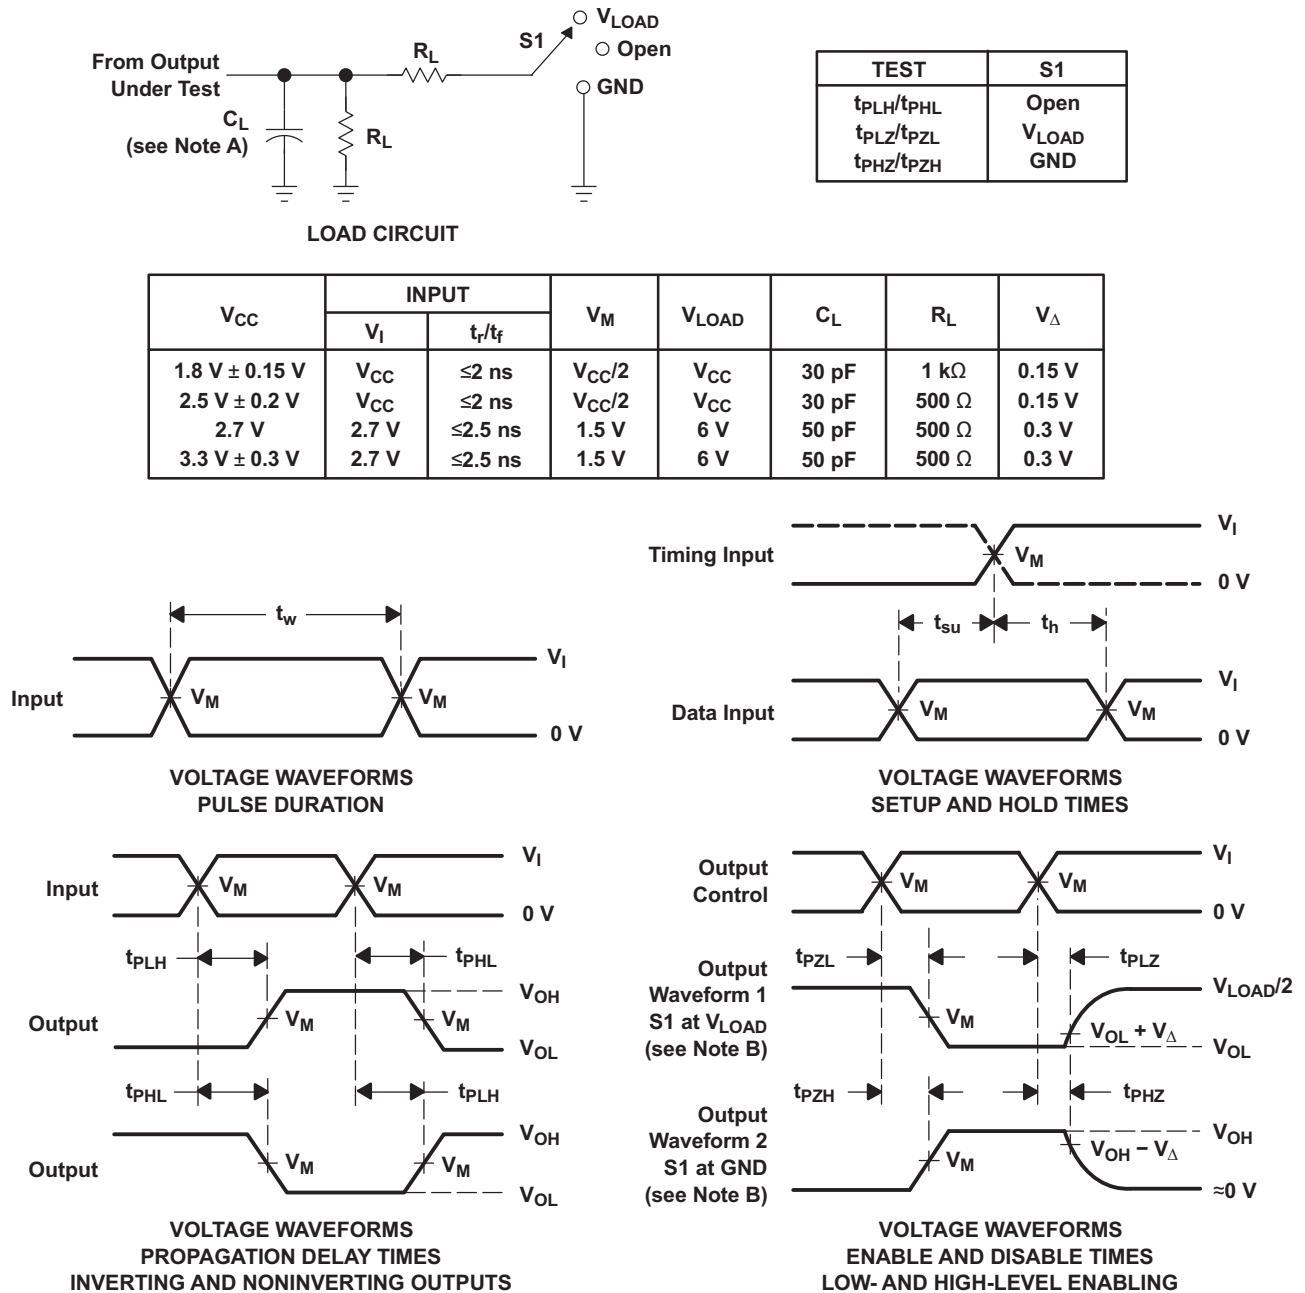 From Output
Under Test
C_L
(see Note A)
R_L
R_L
S1
V_LOAD
Open
GND
LOAD CIRCUIT
TEST S1
t_PLH/t_PHL Open
t_PLZ/t_PZL V_LOAD
t_PHZ/t_PZH GND
V_CC INPUT V_M V_LOAD C_L R_L V_Δ
V_I t_r/t_f
1.8 V ± 0.15 V V_CC ≤2 ns V_CC/2 V_CC 30 pF 1 kΩ 0.15 V
2.5 V ± 0.2 V V_CC ≤2 ns V_CC/2 V_CC 30 pF 500 Ω 0.15 V
2.7 V 2.7 V ≤2.5 ns 1.5 V 6 V 50 pF 500 Ω 0.3 V
3.3 V ± 0.3 V 2.7 V ≤2.5 ns 1.5 V 6 V 50 pF 500 Ω 0.3 V
t_w
Input
V_M
V_M
V_I
0 V
VOLTAGE WAVEFORMS
PULSE DURATION
Timing Input
V_M
V_I
0 V
t_su
t_h
Data Input
V_M
V_M
V_I
0 V
VOLTAGE WAVEFORMS
SETUP AND HOLD TIMES
Input
V_M
V_M
V_I
0 V
t_PLH
t_PHL
Output
V_M
V_M
V_OH
V_OL
t_PHL
t_PLH
Output
V_M
V_M
V_OH
V_OL
VOLTAGE WAVEFORMS
PROPAGATION DELAY TIMES
INVERTING AND NONINVERTING OUTPUTS
Output
Control
V_M
V_M
V_I
0 V
t_PZL
t_PLZ
Output
Waveform 1
S1 at V_LOAD
(see Note B)
V_M
V_LOAD/2
V_OL + V_Δ
V_OL
t_PZH
t_PHZ
Output
Waveform 2
S1 at GND
(see Note B)
V_M
V_OH
V_OH − V_Δ
≈0 V
VOLTAGE WAVEFORMS
ENABLE AND DISABLE TIMES
LOW- AND HIGH-LEVEL ENABLING